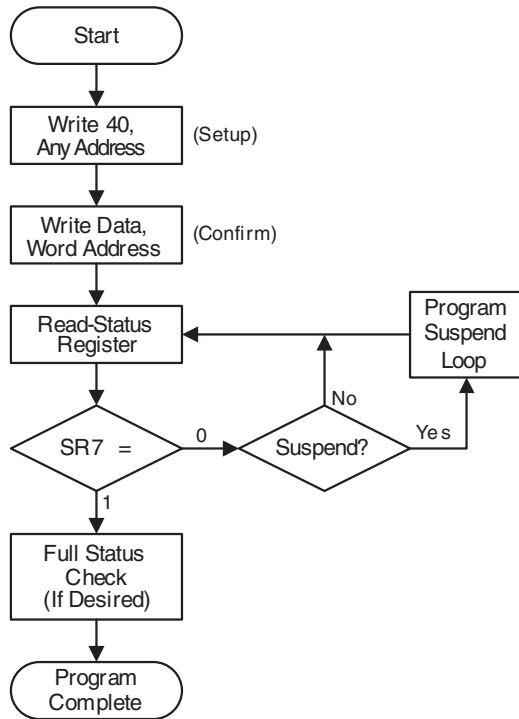 Start
Write 40,
Any Address
(Setup)
Write Data,
Word Address
(Confirm)
Read-Status
Register
Program
Suspend
Loop
No
SR7 =
0
Suspend?
Yes
1
Full Status
Check
(If Desired)
Program
Complete